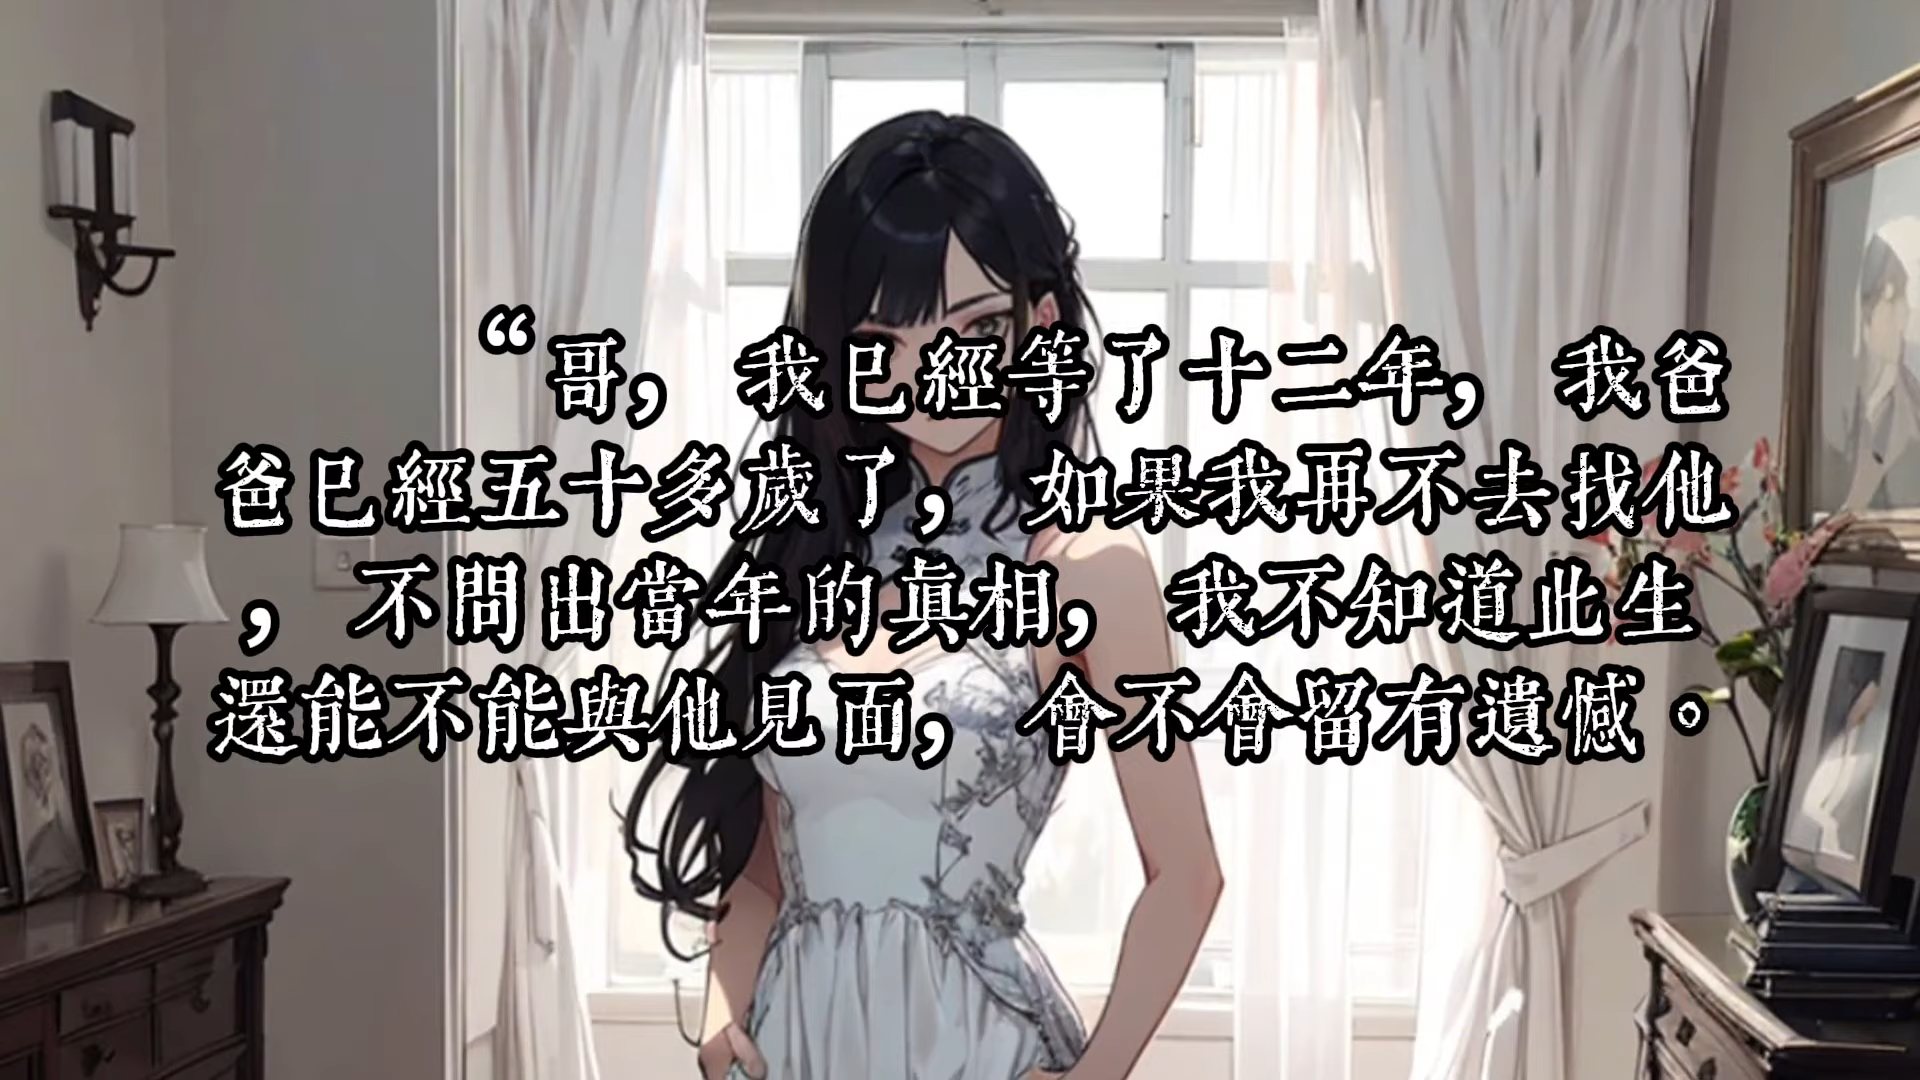 “哥，我已經等了十二年，我爸
爸已經五十多歲了，如果我再不去找他
，不問出當年的真相，我不知道此生
還能不能與他見面，會不會留有遺憾。